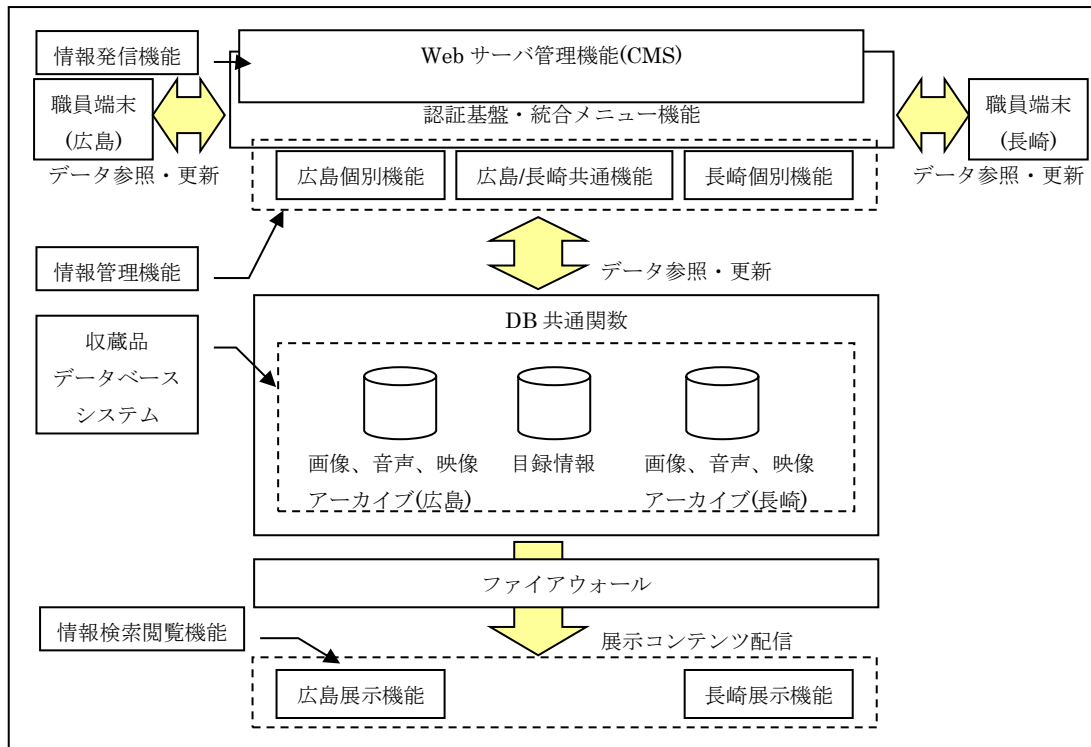 情報発信機能
Web サーバ管理機能(CMS)
職員端末
(広島)
認証基盤・統合メニュー機能
職員端末
(長崎)
データ参照・更新
データ参照・更新
広島個別機能
広島/長崎共通機能
長崎個別機能
情報管理機能
データ参照・更新
DB 共通関数
収蔵品
データベース
システム
画像、音声、映像
アーカイブ(広島)
目録情報
画像、音声、映像
アーカイブ(長崎)
ファイアウォール
情報検索閲覧機能
展示コンテンツ配信
広島展示機能
長崎展示機能